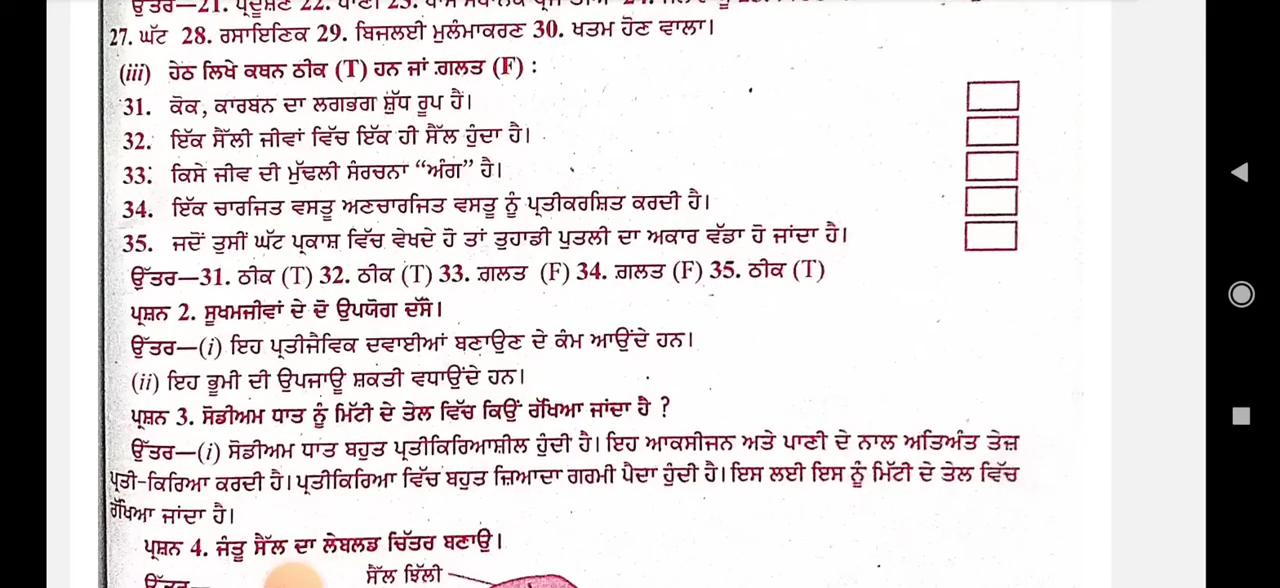 27. ਘੱਟ 28. ਰਸਾਇਣਿਕ 29. ਬਿਜਲਈ ਮੁਲੰਮਾਕਰਣ 30. ਖਤਮ ਹੋਣ ਵਾਲਾ।
(iii) ਹੇਠ ਲਿਖੇ ਕਥਨ ਠੀਕ (T) ਹਨ ਜਾਂ ਗ਼ਲਤ (F) :
31. ਕੋਕ, ਕਾਰਬਨ ਦਾ ਲਗਭਗ ਸ਼ੁੱਧ ਰੂਪ ਹੈ।
32. ਇੱਕ ਸੈੱਲੀ ਜੀਵਾਂ ਵਿੱਚ ਇੱਕ ਹੀ ਸੈੱਲ ਹੁੰਦਾ ਹੈ।
33. ਕਿਸੇ ਜੀਵ ਦੀ ਮੁੱਢਲੀ ਸੰਰਚਨਾ “ਅੰਗ” ਹੈ।
34. ਇੱਕ ਚਾਰਜਿਤ ਵਸਤੂ ਅਣਚਾਰਜਿਤ ਵਸਤੂ ਨੂੰ ਪ੍ਰਤੀਕਰਸ਼ਿਤ ਕਰਦੀ ਹੈ।
35. ਜਦੋਂ ਤੁਸੀਂ ਘੱਟ ਪ੍ਰਕਾਸ਼ ਵਿੱਚ ਵੇਖਦੇ ਹੋ ਤਾਂ ਤੁਹਾਡੀ ਪੁਤਲੀ ਦਾ ਅਕਾਰ ਵੱਡਾ ਹੋ ਜਾਂਦਾ ਹੈ।
ਉੱਤਰ—31. ਠੀਕ (T) 32. ਠੀਕ (T) 33. ਗ਼ਲਤ (F) 34. ਗ਼ਲਤ (F) 35. ਠੀਕ (T)
ਪ੍ਰਸ਼ਨ 2. ਸੂਖਮਜੀਵਾਂ ਦੇ ਦੋ ਉਪਯੋਗ ਦੱਸੋ।
ਉੱਤਰ—(i) ਇਹ ਪ੍ਰਤੀਜੈਵਿਕ ਦਵਾਈਆਂ ਬਣਾਉਣ ਦੇ ਕੰਮ ਆਉਂਦੇ ਹਨ।
(ii) ਇਹ ਭੂਮੀ ਦੀ ਉਪਜਾਊ ਸ਼ਕਤੀ ਵਧਾਉਂਦੇ ਹਨ।
ਪ੍ਰਸ਼ਨ 3. ਸੋਡੀਅਮ ਧਾਤ ਨੂੰ ਮਿੱਟੀ ਦੇ ਤੇਲ ਵਿੱਚ ਕਿਉਂ ਰੱਖਿਆ ਜਾਂਦਾ ਹੈ ?
ਉੱਤਰ—(i) ਸੋਡੀਅਮ ਧਾਤ ਬਹੁਤ ਪ੍ਰਤੀਕਿਰਿਆਸ਼ੀਲ ਹੁੰਦੀ ਹੈ। ਇਹ ਆਕਸੀਜਨ ਅਤੇ ਪਾਣੀ ਦੇ ਨਾਲ ਅਤਿਅੰਤ ਤੇਜ਼
ਪ੍ਰਤੀ-ਕਿਰਿਆ ਕਰਦੀ ਹੈ। ਪ੍ਰਤੀਕਿਰਿਆ ਵਿੱਚ ਬਹੁਤ ਜ਼ਿਆਦਾ ਗਰਮੀ ਪੈਦਾ ਹੁੰਦੀ ਹੈ। ਇਸ ਲਈ ਇਸ ਨੂੰ ਮਿੱਟੀ ਦੇ ਤੇਲ ਵਿੱਚ
ਰੱਖਿਆ ਜਾਂਦਾ ਹੈ।
ਪ੍ਰਸ਼ਨ 4. ਜੰਤੂ ਸੈੱਲ ਦਾ ਲੇਬਲਡ ਚਿੱਤਰ ਬਣਾਉ।
ਉੱਤਰ—
ਸੈੱਲ ਝਿੱਲੀ